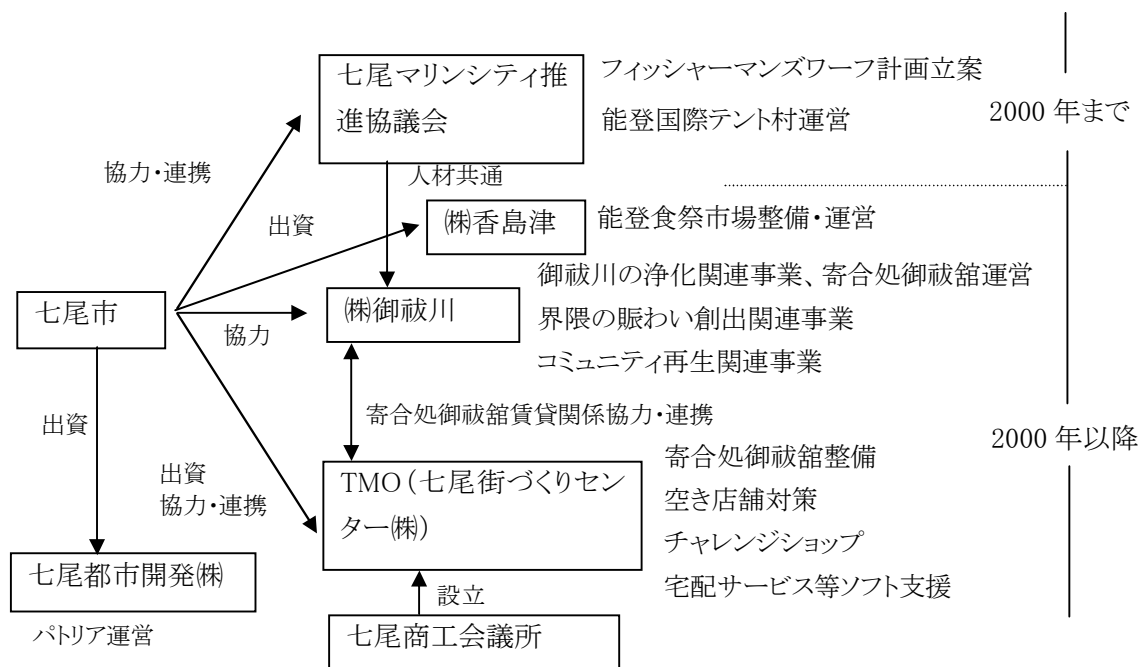 七尾マリンシティ推
進協議会
フィッシャーマンズワーフ計画立案
能登国際テント村運営
2000 年まで
協力・連携
人材共通
出資
㈱香島津
能登食祭市場整備・運営
御祓川の浄化関連事業、寄合処御祓舘運営
七尾市
㈱御祓川
界隈の賑わい創出関連事業
協力
コミュニティ再生関連事業
出資
寄合処御祓舘賃貸関係協力・連携
2000 年以降
出資
協力・連携
TMO（七尾街づくりセン
ター㈱）
寄合処御祓舘整備
空き店舗対策
チャレンジショップ
宅配サービス等ソフト支援
七尾都市開発㈱
パトリア運営
設立
七尾商工会議所